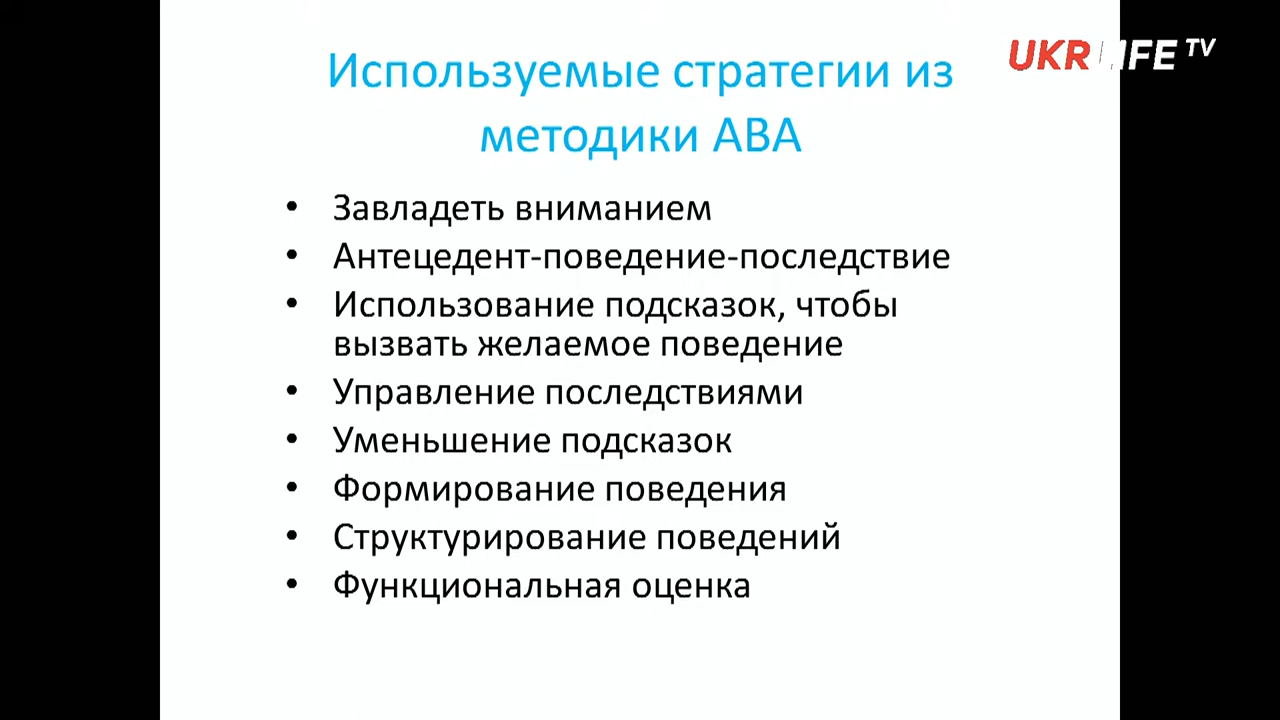 UKRLIFE TV
Используемые стратегии из
методики АВА
• Завладеть вниманием
• Антецедент-поведение-последствие
• Использование подсказок, чтобы
вызвать желаемое поведение
• Управление последствиями
• Уменьшение подсказок
• Формирование поведения
• Структурирование поведений
• Функциональная оценка